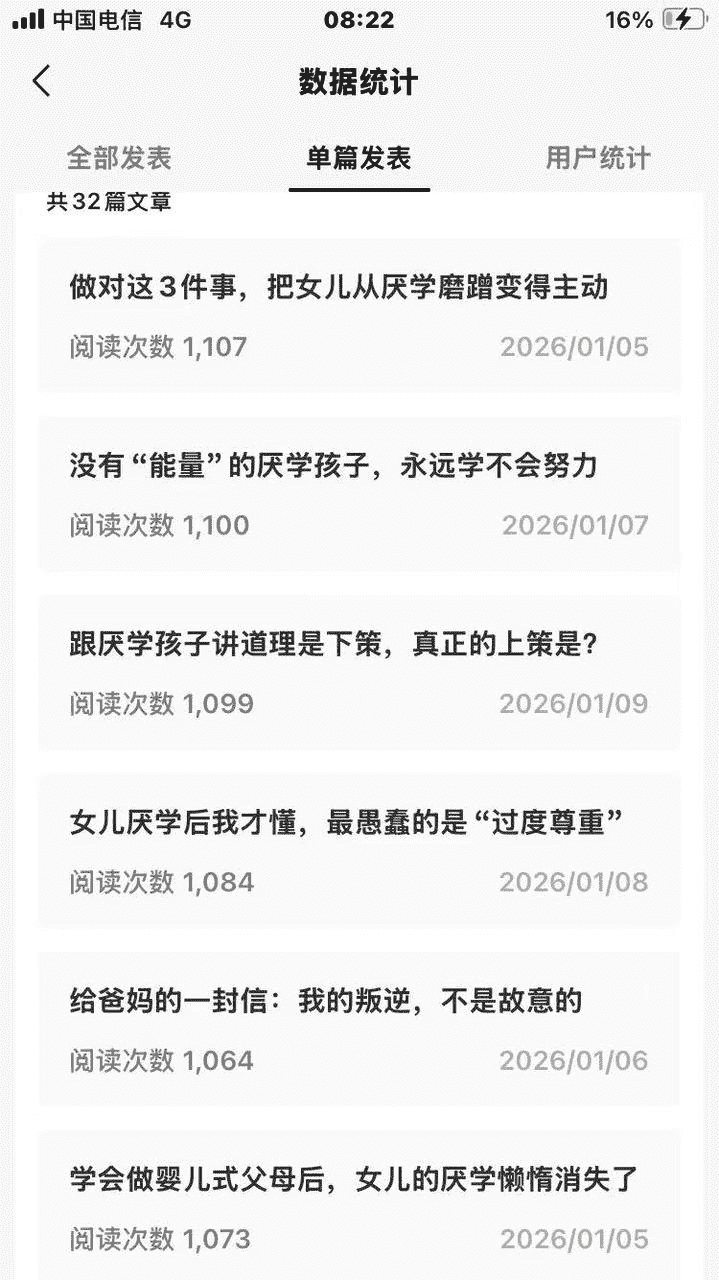 中国电信 4G 08:22 16%
数据统计
全部发表 单篇发表 用户统计
共32篇文章
做对这3件事，把女儿从厌学磨蹭变得主动
阅读次数 1,107 2026/01/05
没有“能量”的厌学孩子，永远学不会努力
阅读次数 1,100 2026/01/07
跟厌学孩子讲道理是下策，真正的上策是？
阅读次数 1,099 2026/01/09
女儿厌学后我才懂，最愚蠢的是“过度尊重”
阅读次数 1,084 2026/01/08
给爸妈的一封信：我的叛逆，不是故意的
阅读次数 1,064 2026/01/06
学会做婴儿式父母后，女儿的厌学懒惰消失了
阅读次数 1,073 2026/01/05